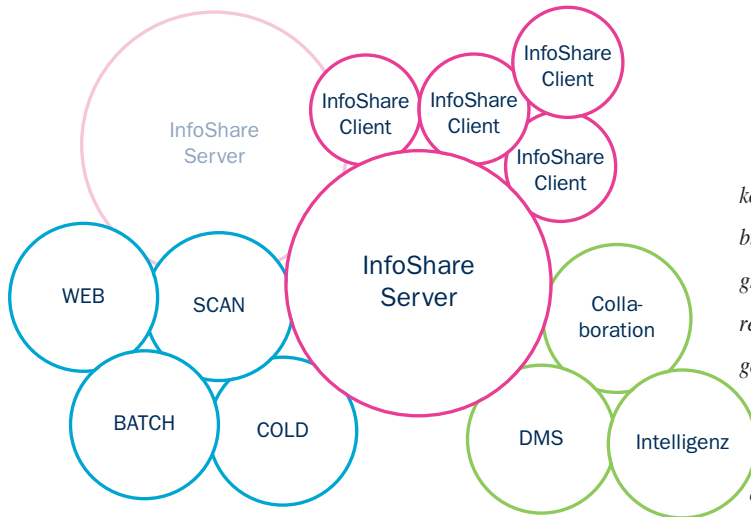 InfoShare
Client
InfoShare
Client
InfoShare
Client
InfoShare
Server
InfoShare
Client
InfoShare
Server
WEB
SCAN
Colla-
boration
BATCH
COLD
DMS
Intelligenz